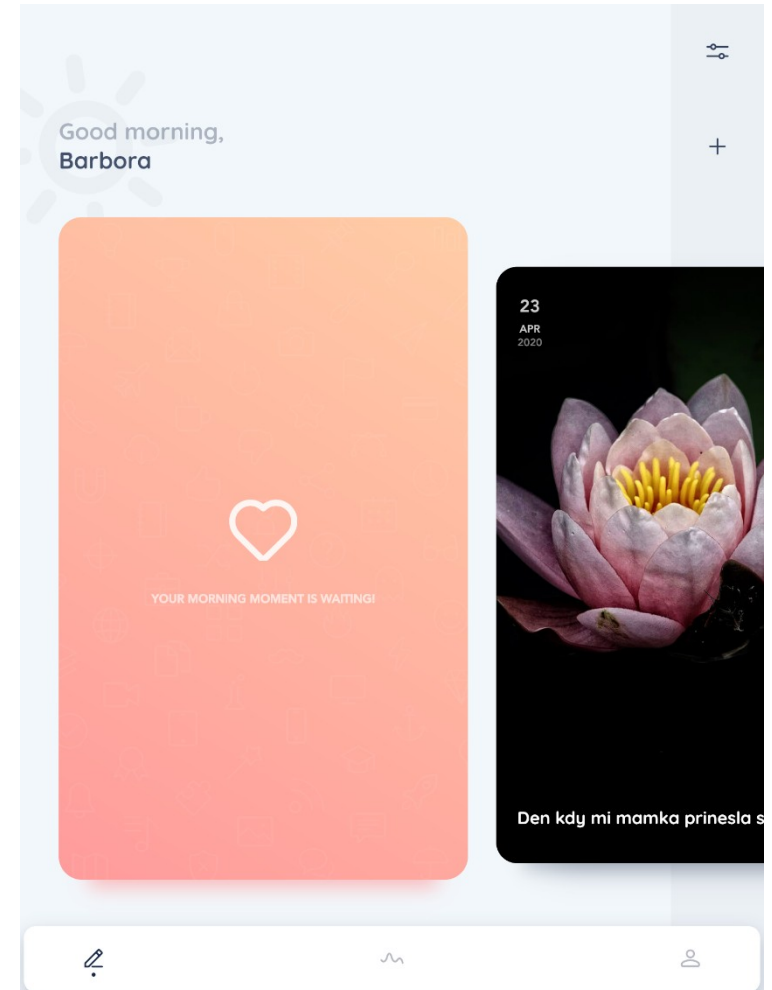 Good morning,
Barbora
YOUR MORNING MOMENT IS WAITING!
23
APR
2020
Den kdy mi mamka prinesla s